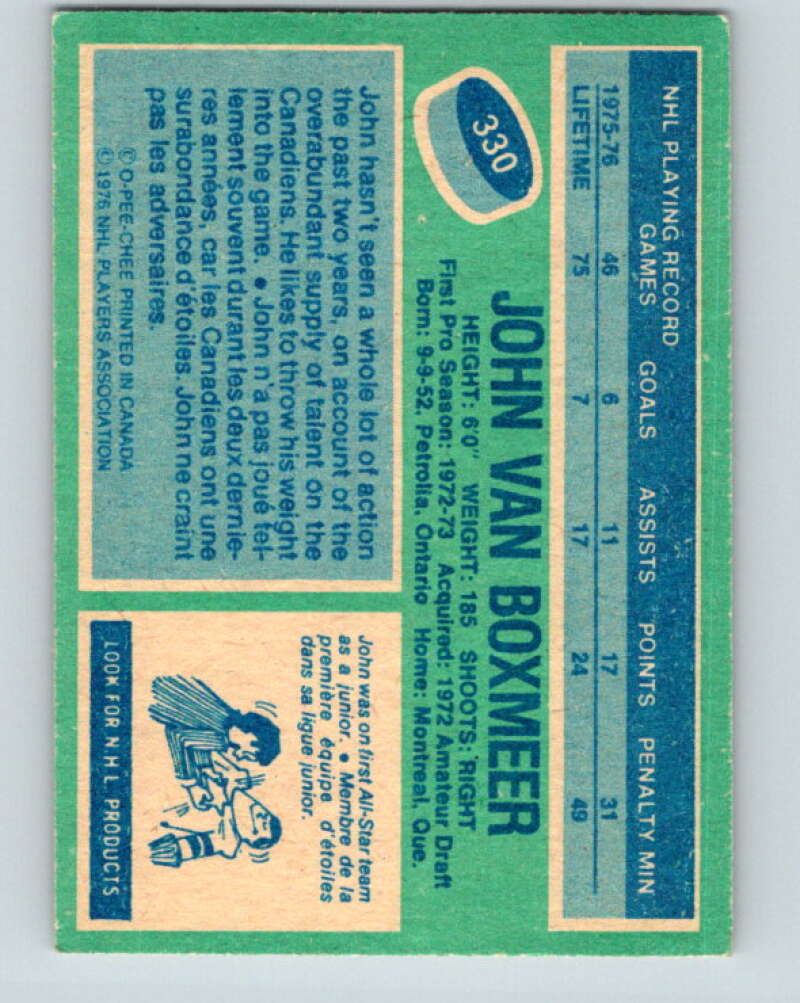 NHL PLAYING RECORD
GAMES GOALS ASSISTS POINTS PENALTY MIN
1975-76 46 6 11 17 31
LIFETIME 75 7 17 24 49
330
JOHN VAN BOXMEER
HEIGHT: 6'0" WEIGHT: 185 SHOOTS: RIGHT
First Pro Season: 1972-73 Acquired: 1972 Amateur Draft
Born: 9-9-52, Petrolia, Ontario Home: Montreal, Que.
John hasn't seen a whole lot of action
the past two years, on account of the
overabundant supply of talent on the
Canadiens. He likes to throw his weight
into the game. • John n'a pas joué tel-
lement souvent durant les deux derniè-
res années, car les Canadiens ont une
surabondance d'étoiles. John ne craint
pas les adversaires.
© O-PEE-CHEE PRINTED IN CANADA
© 1976 NHL PLAYERS ASSOCIATION
John was on first All-Star team
as a junior. • Membre de la
première équipe d'étoiles
dans sa ligue junior.
LOOK FOR N.H.L. PRODUCTS